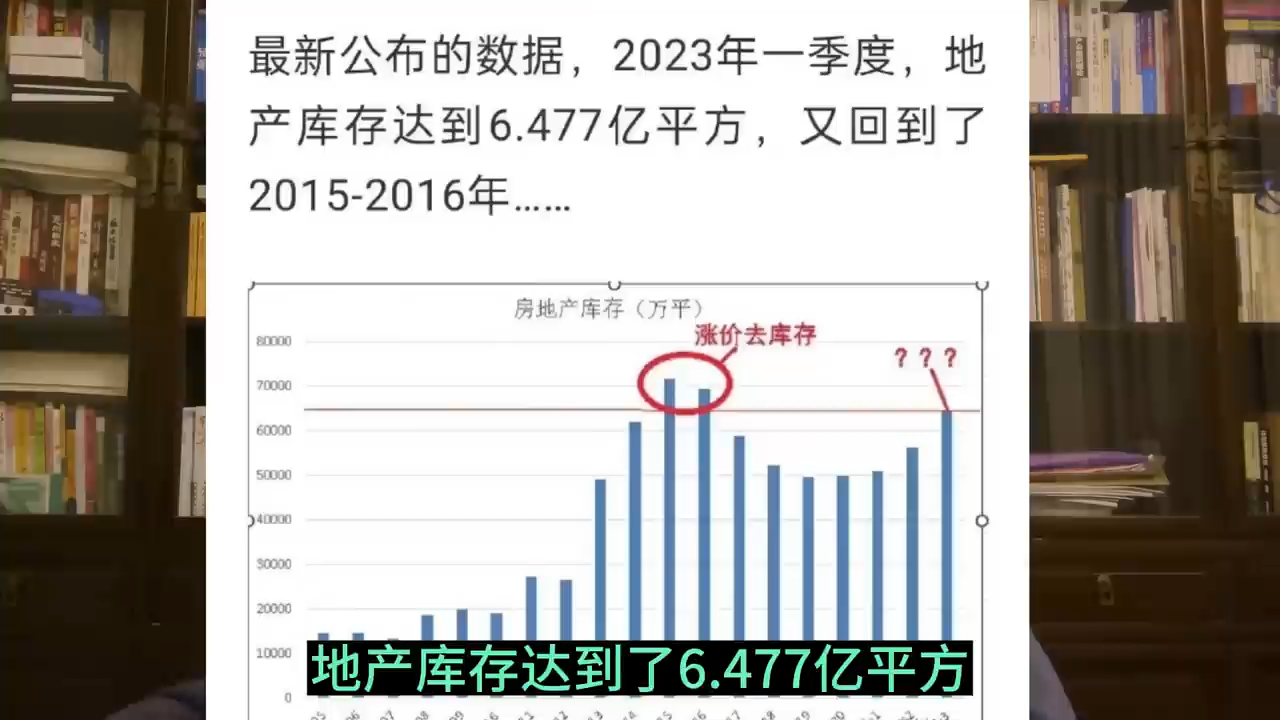 最新公布的数据，2023年一季度，地
产库存达到6.477亿平方，又回到了
2015-2016年……
房地产库存（万平）
涨价去库存
？？？
80000
70000
60000
50000
40000
30000
20000
10000
0
地产库存达到了6.477亿平方